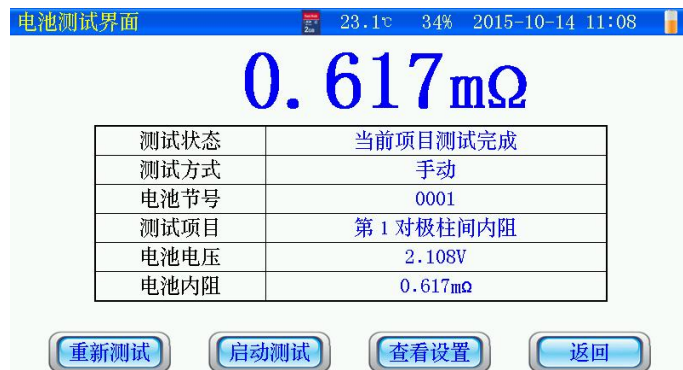 电池测试界面 23.1℃ 34% 2015-10-14 11:08
0.617mΩ
测试状态 当前项目测试完成
测试方式 手动
电池节号 0001
测试项目 第1对极柱间内阻
电池电压 2.108V
电池内阻 0.617mΩ
重新测试 启动测试 查看设置 返回